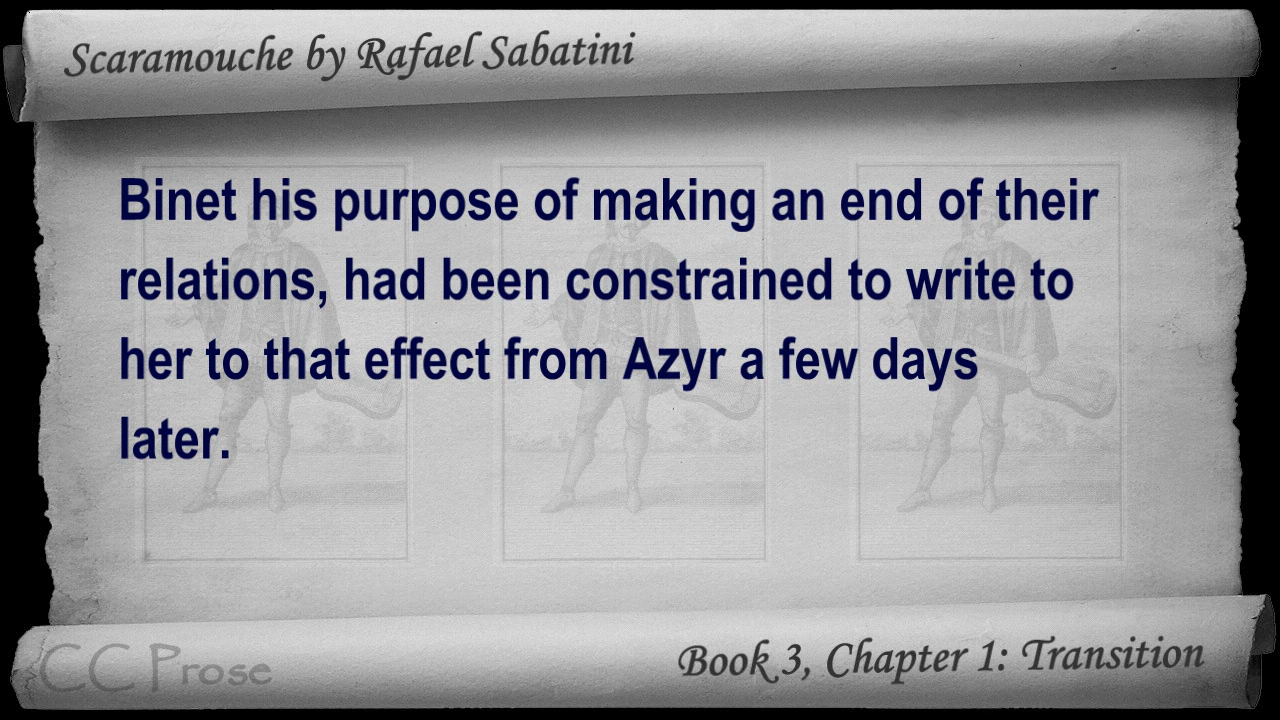 Scaramouche by Rafael Sabatini
Binet his purpose of making an end of their
relations, had been constrained to write to
her to that effect from Azyr a few days
later.
CC Prose
Book 3, Chapter 1: Transition